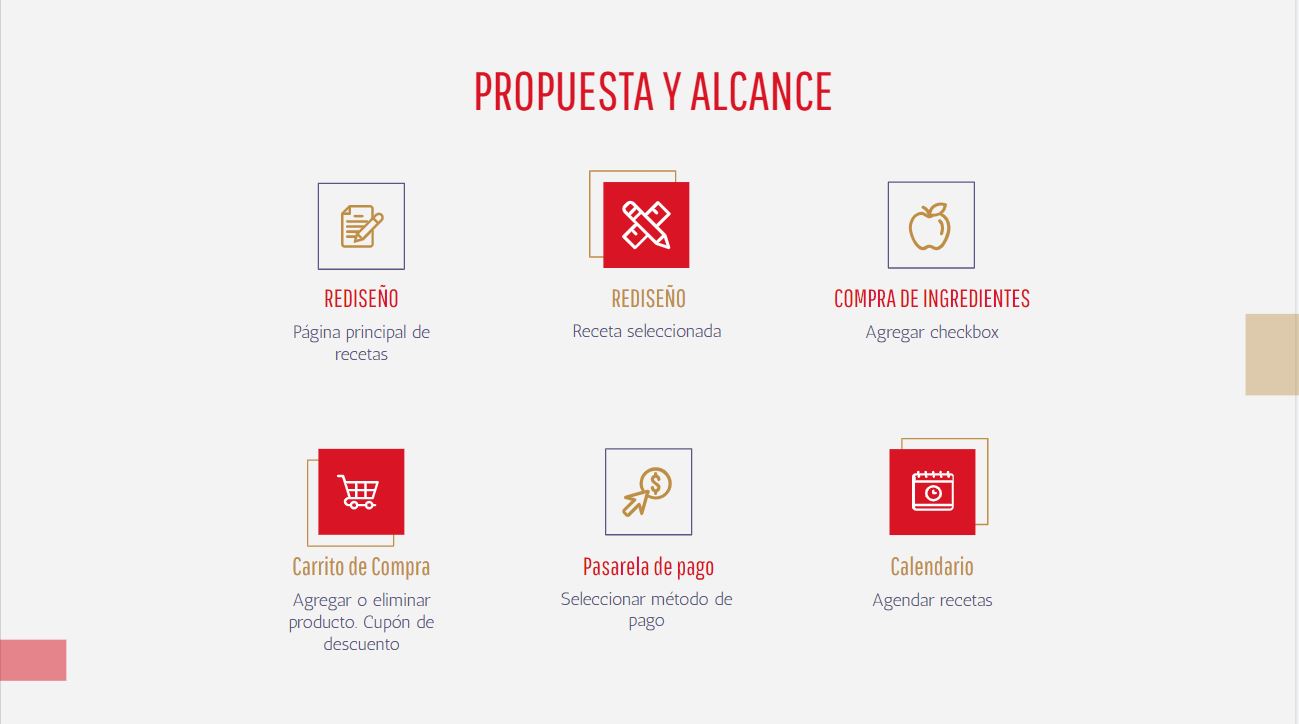 PROPUESTA Y ALCANCE
REDISEÑO
Página principal de
recetas
REDISEÑO
Receta seleccionada
COMPRA DE INGREDIENTES
Agregar checkbox
Carrito de Compra
Agregar o eliminar
producto. Cupón de
descuento
$
Pasarela de pago
Seleccionar método de
pago
Calendario
Agendar recetas